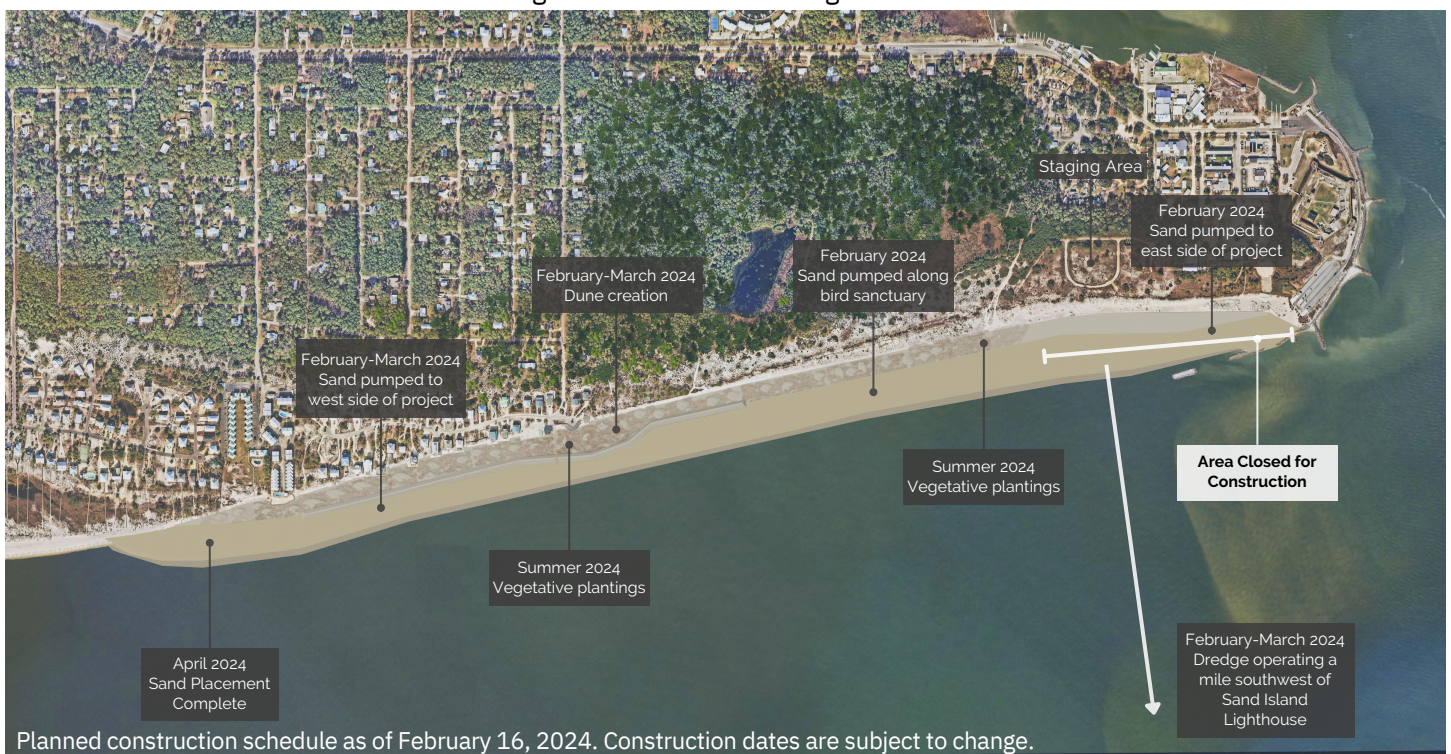 Staging Area
February 2024
Sand pumped to
east side of project
February 2024
Sand pumped along
bird sanctuary
February-March 2024
Dune creation
February-March 2024
Sand pumped to
west side of project
Area Closed for
Construction
Summer 2024
Vegetative plantings
Summer 2024
Vegetative plantings
April 2024
Sand Placement
Complete
February-March 2024
Dredge operating a
mile southwest of
Sand Island
Lighthouse
Planned construction schedule as of February 16, 2024. Construction dates are subject to change.